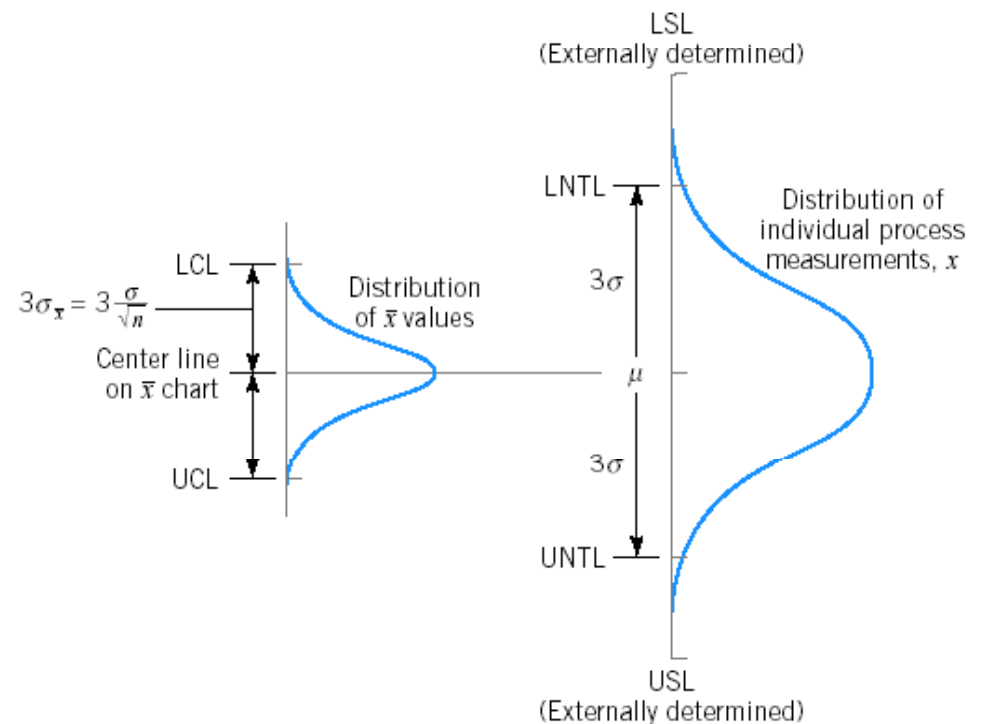 LSL
(Externally determined)
LNTL
Distribution of
individual process
measurements, x
3σ
LCL
Distribution
of x̄ values
3σx̄ = 3 σ/√n
Center line
on x̄ chart
μ
3σ
UCL
UNTL
USL
(Externally determined)